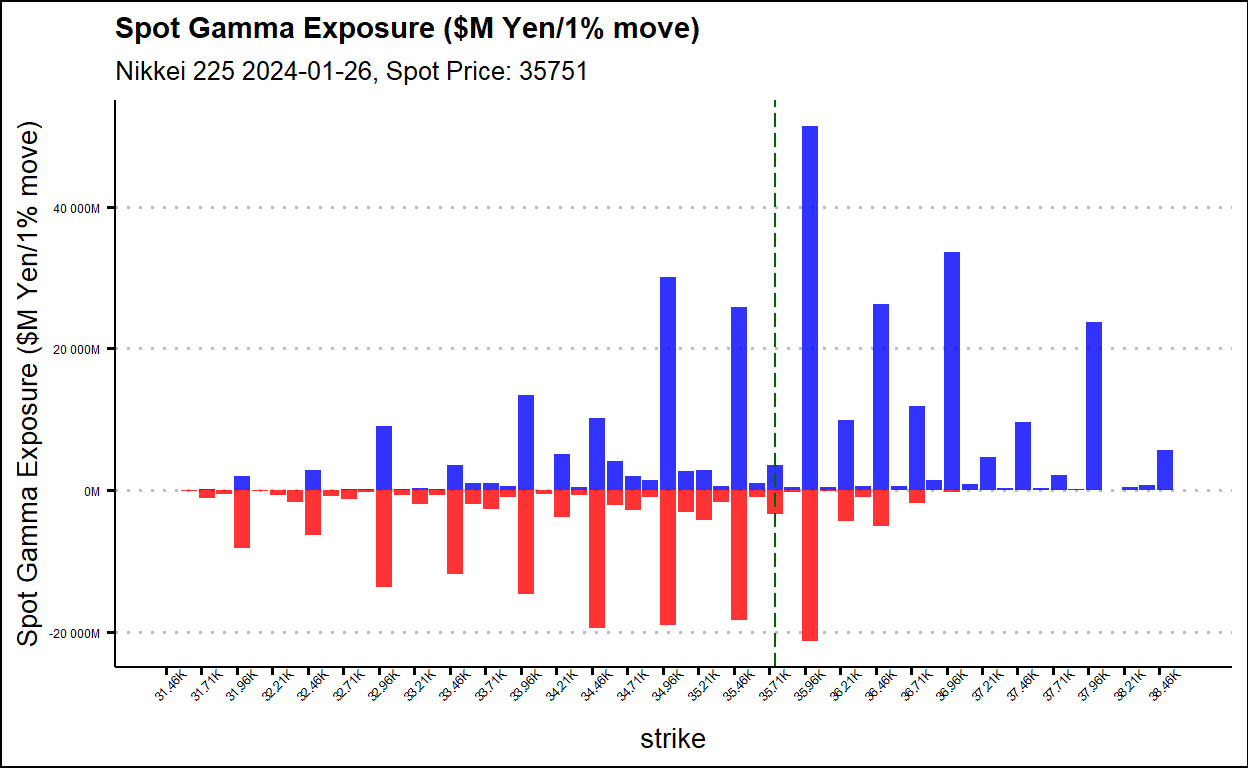 Spot Gamma Exposure ($M Yen/1% move)
Nikkei 225 2024-01-26, Spot Price: 35751
Spot Gamma Exposure ($M Yen/1% move)
40 000M
20 000M
0M
-20 000M
31.46K 31.71K 31.96K 32.21K 32.46K 32.71K 32.96K 33.21K 33.46K 33.71K 33.96K 34.21K 34.46K 34.71K 34.96K 35.21K 35.46K 35.71K 35.96K 36.21K 36.46K 36.71K 36.96K 37.21K 37.46K 37.71K 37.96K 38.21K 38.46K
strike